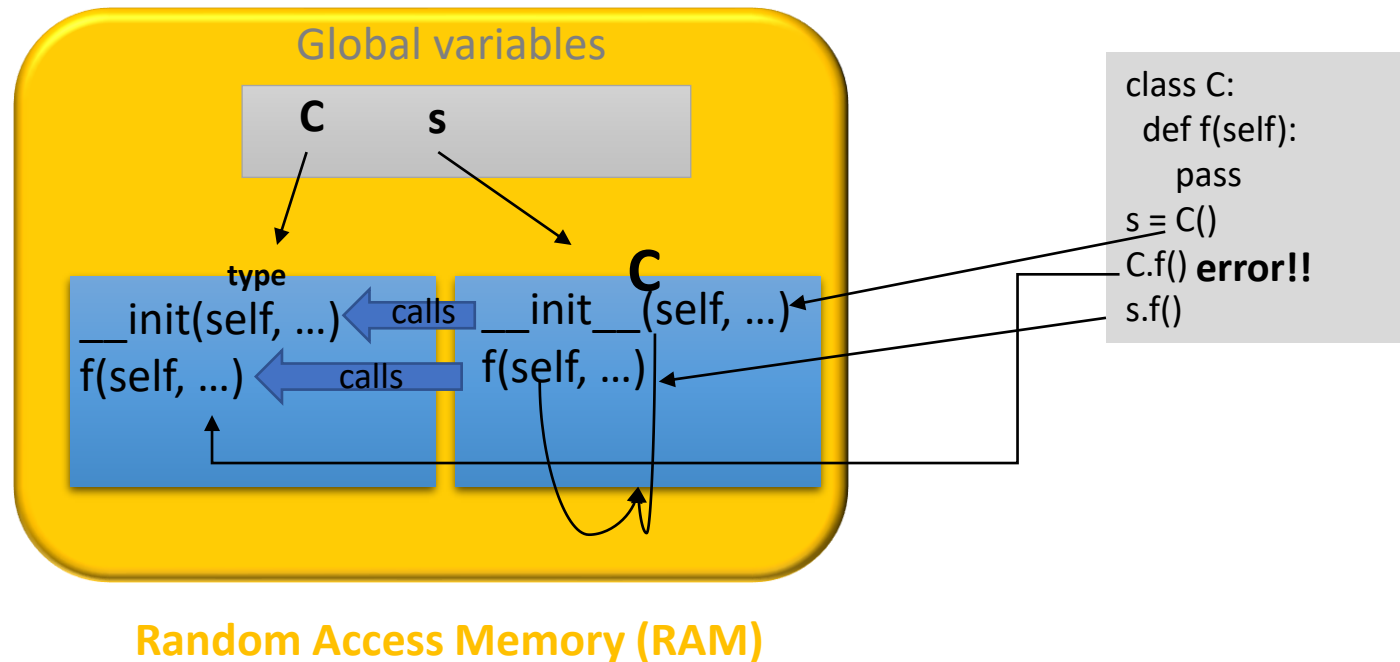 Global variables
C s
type
__init(self, …)
f(self, …)
calls
calls
C
__init__(self, …)
f(self, …)
class C:
def f(self):
pass
s = C()
C.f() error!!
s.f()
Random Access Memory (RAM)